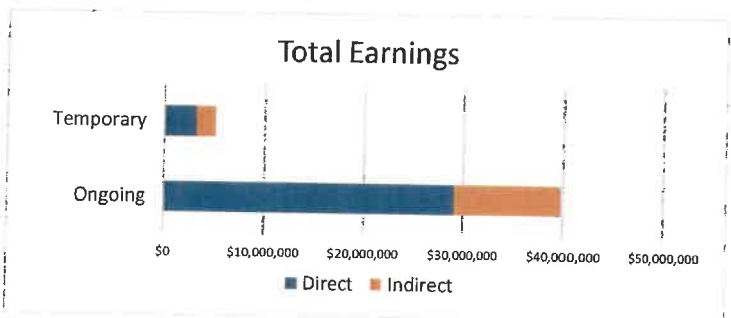 Total Earnings
Temporary
Ongoing
$0 $10,000,000 $20,000,000 $30,000,000 $40,000,000 $50,000,000
Direct Indirect